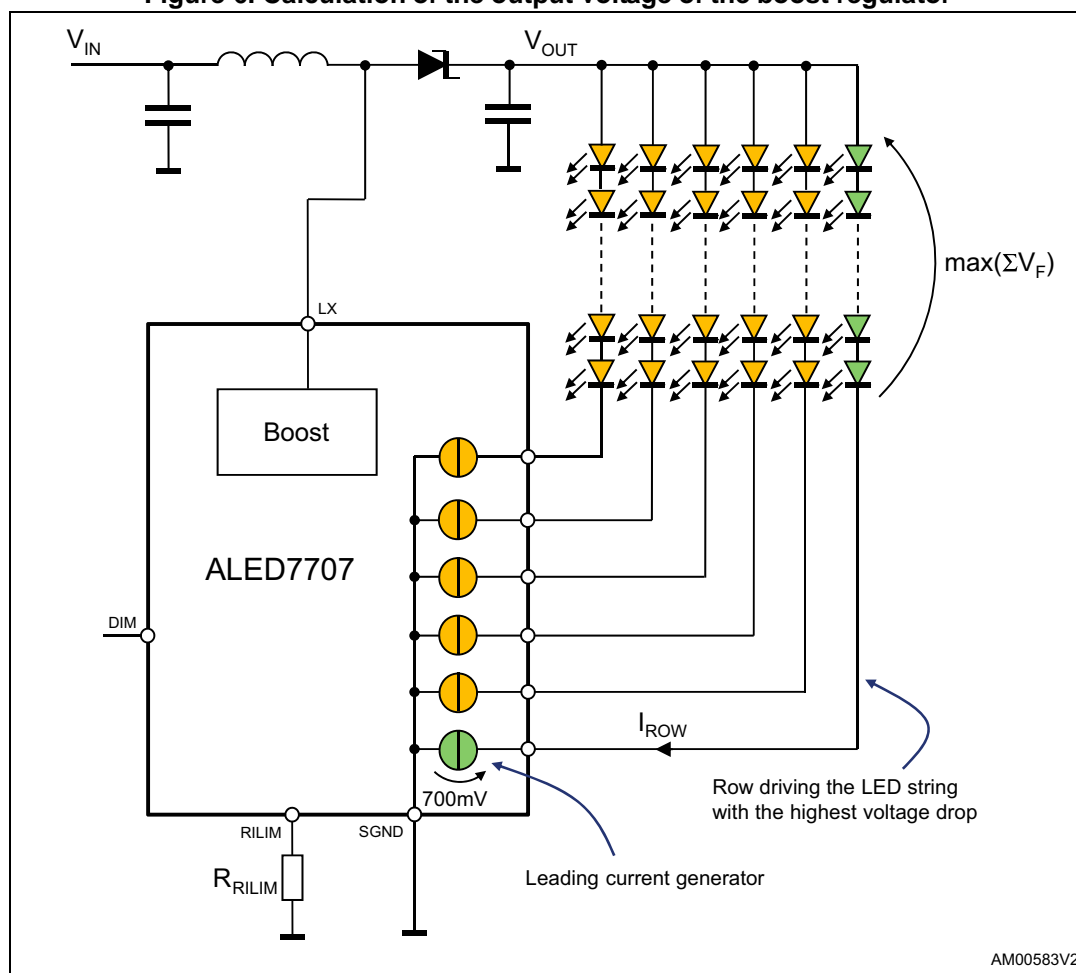 Figure 6. Calculation of the output voltage of the boost regulator
VIN
VOUT
max(ΣVF)
LX
Boost
ALED7707
DIM
IROW
700mV
Row driving the LED string
with the highest voltage drop
RILIM
SGND
RRILIM
Leading current generator
AM00583V2